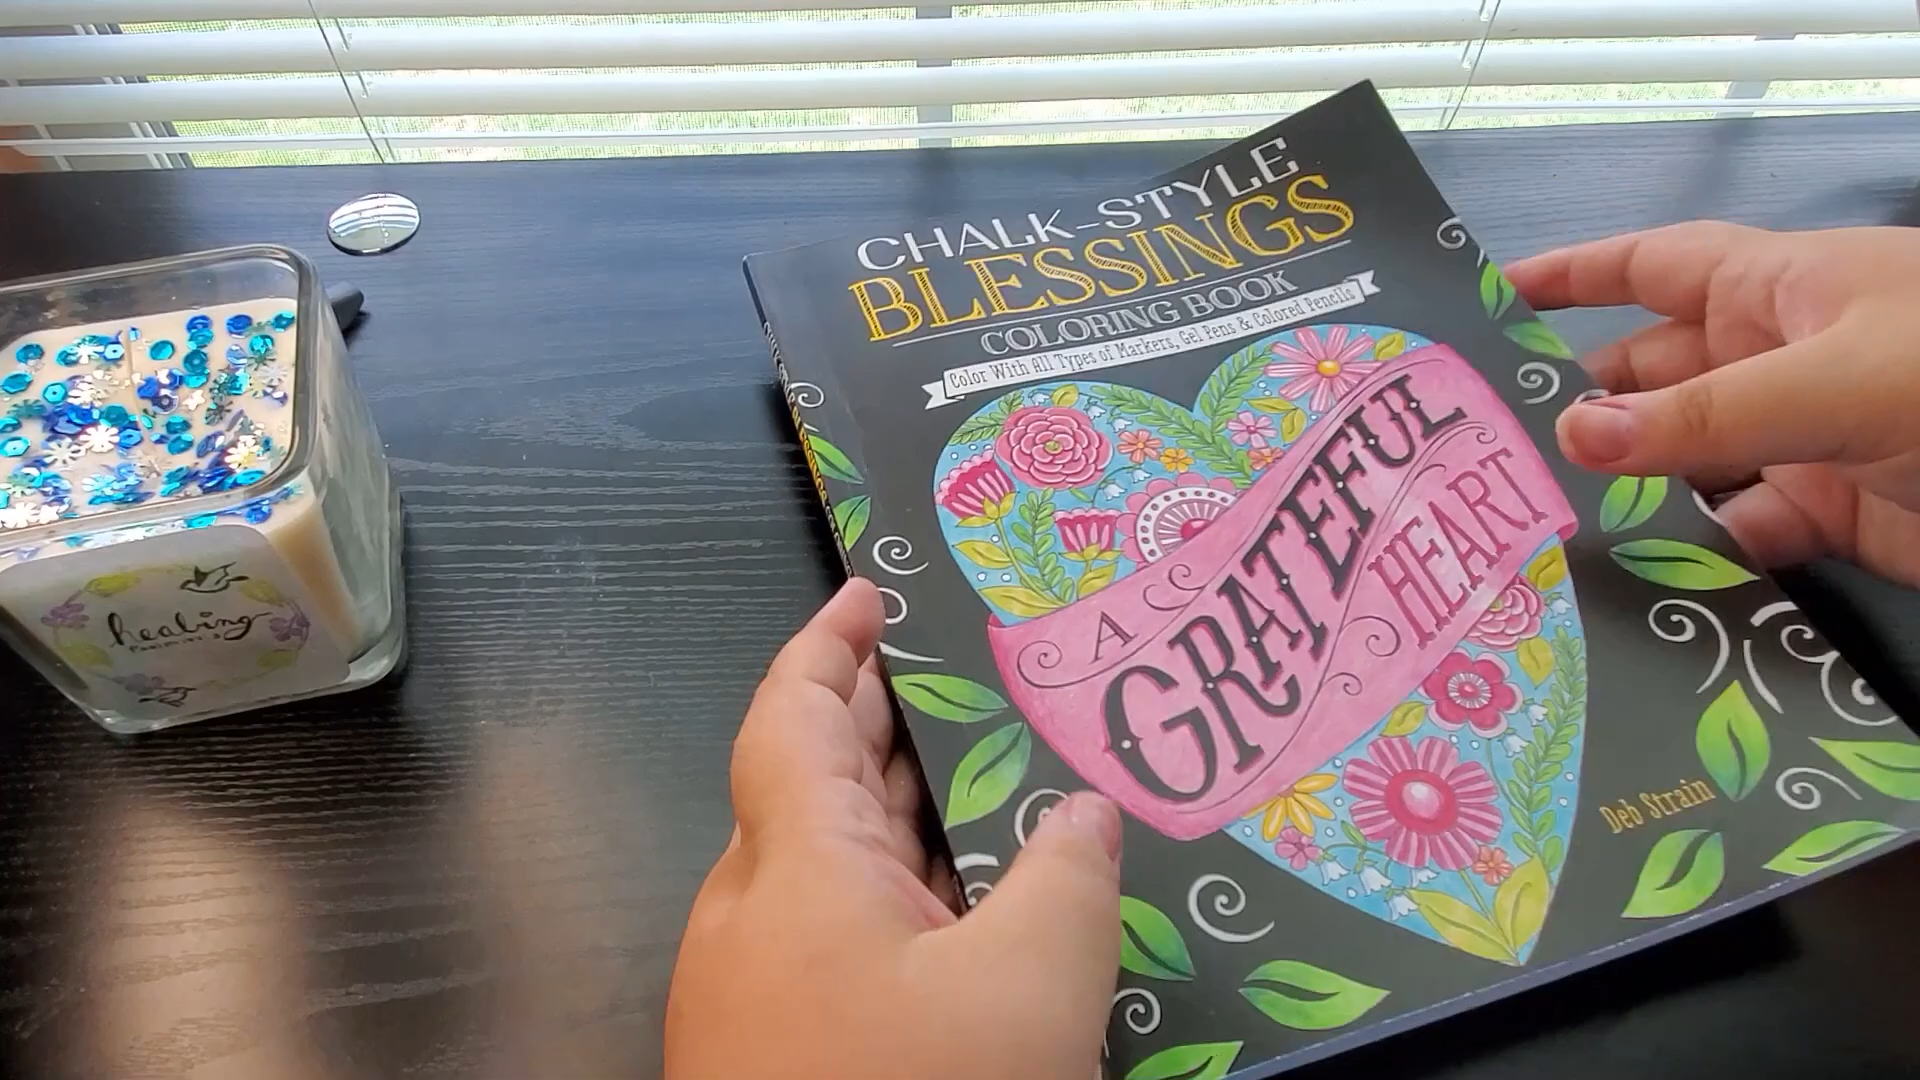 CHALK-STYLE
BLESSINGS
COLORING BOOK
Color With All Types of Markers, Gel Pens & Colored Pencils
A
GRATEFUL
HEART
Deb Strain
healing